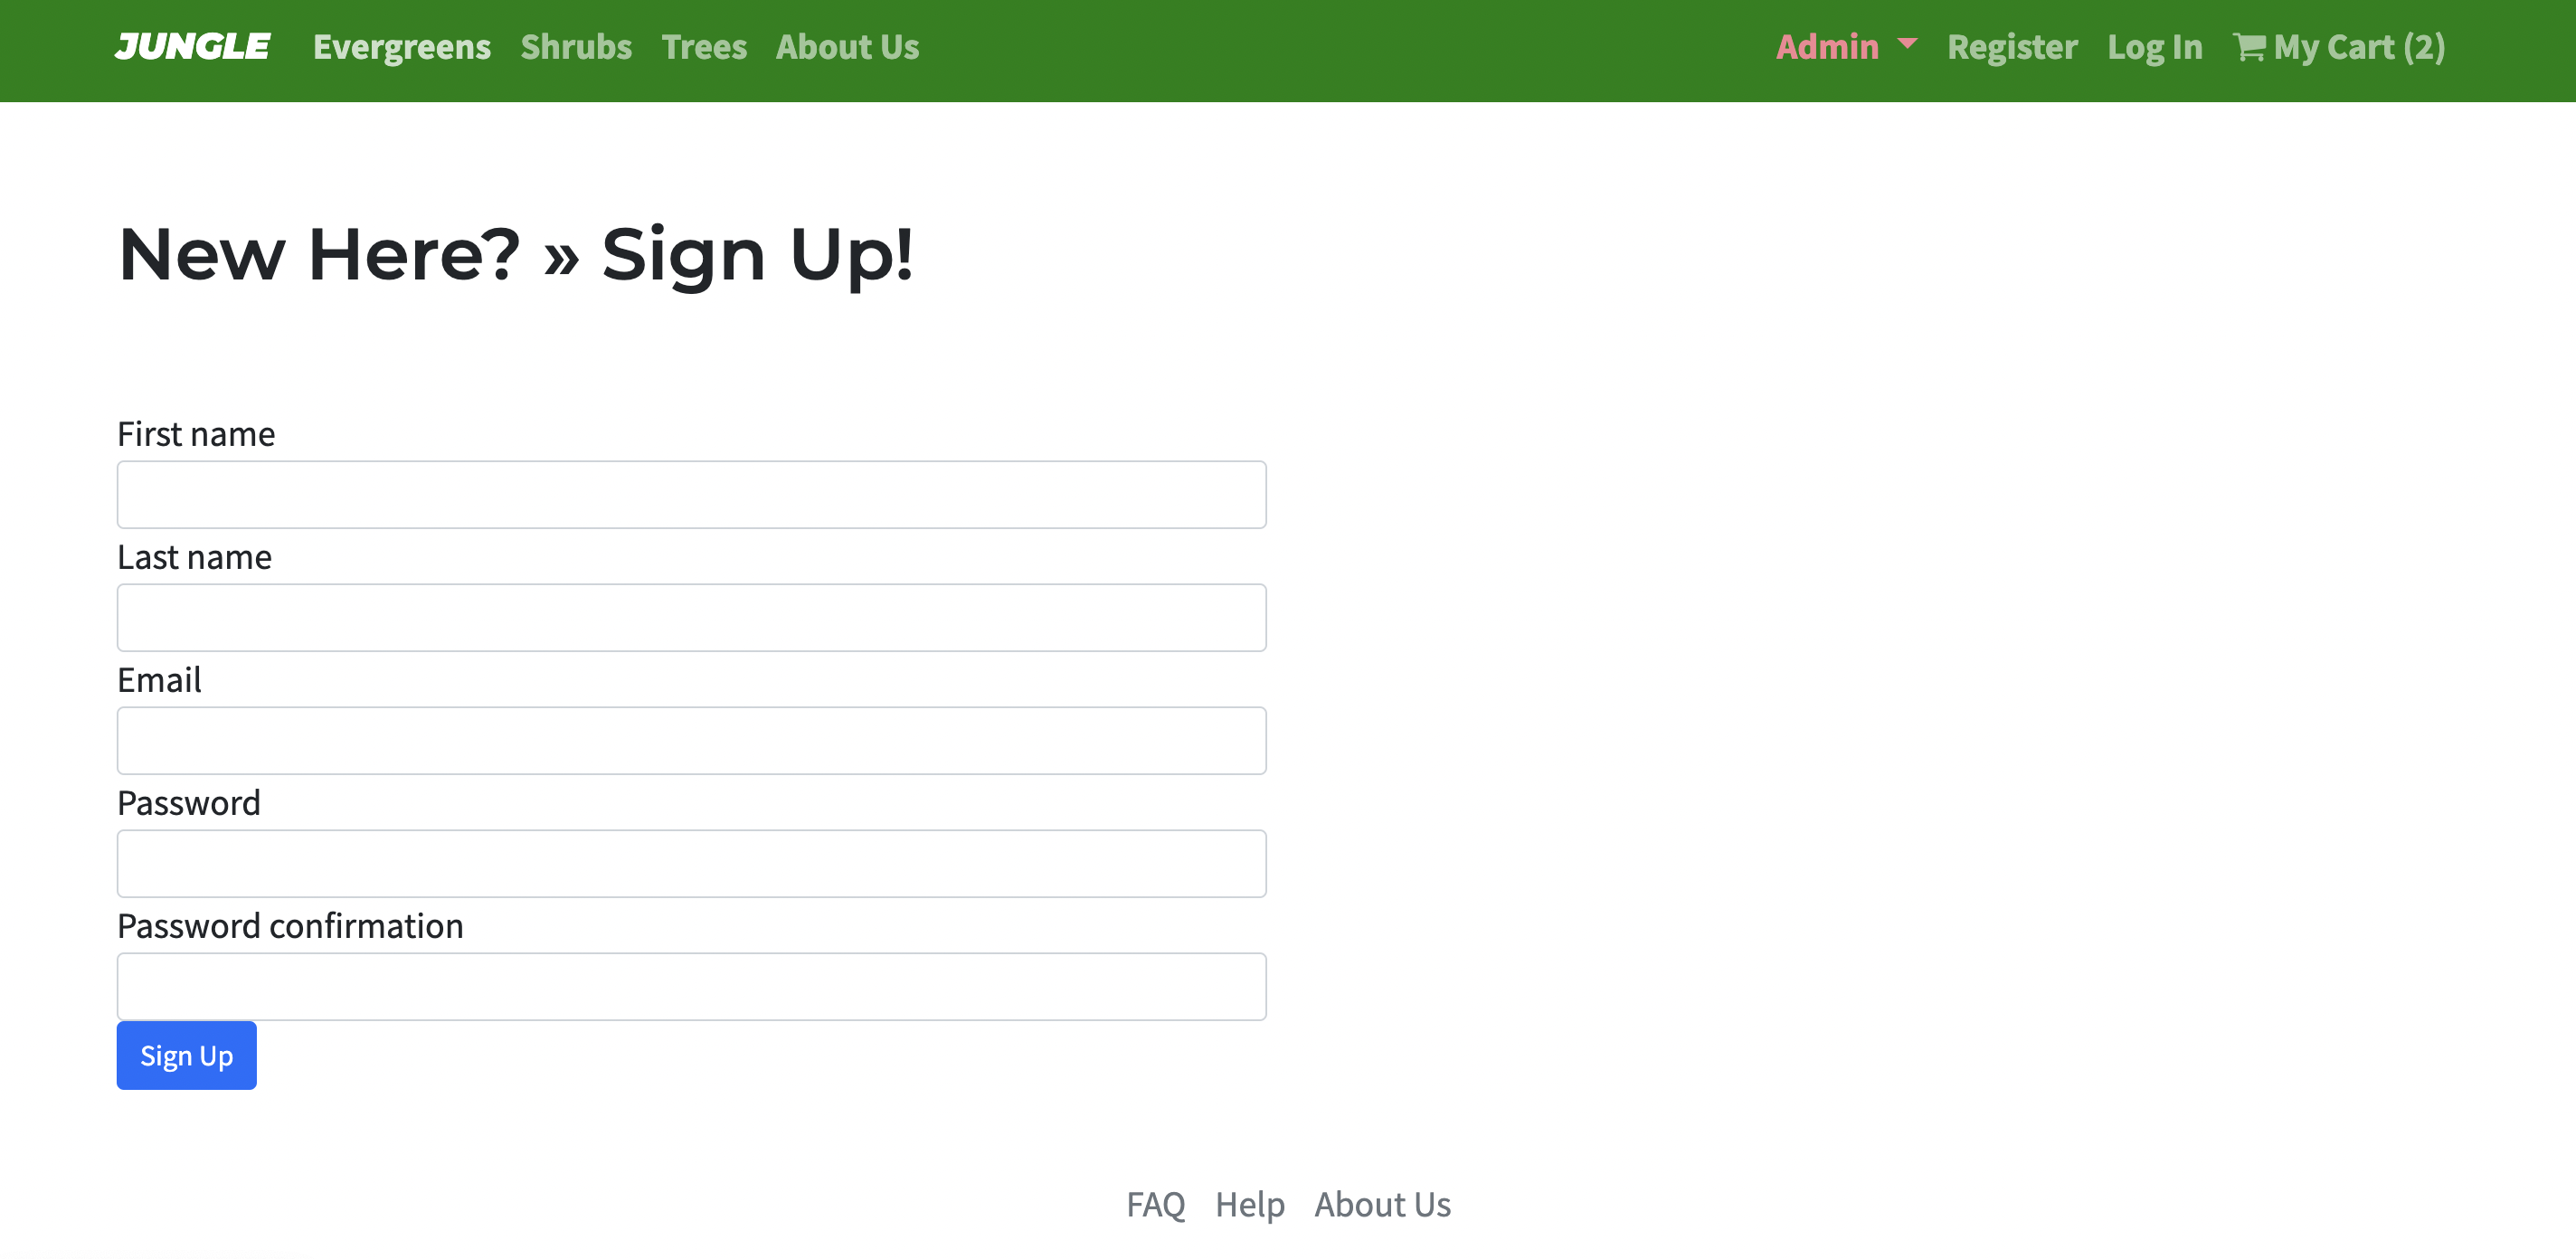 JUNGLE Evergreens Shrubs Trees About Us Admin Register Log In My Cart (2)
New Here? » Sign Up!
First name
Last name
Email
Password
Password confirmation
Sign Up
FAQ Help About Us